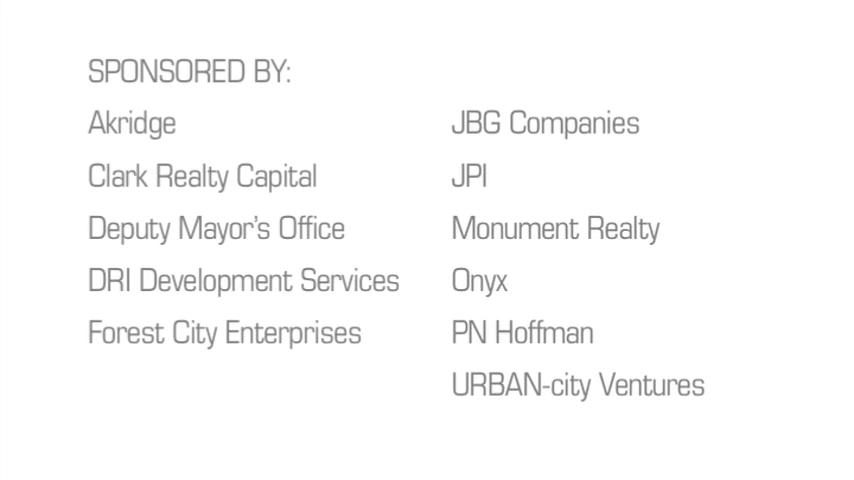 SPONSORED BY:
Akridge
Clark Realty Capital
Deputy Mayor's Office
DRI Development Services
Forest City Enterprises
JBG Companies
JPI
Monument Realty
Onyx
PN Hoffman
URBAN-city Ventures